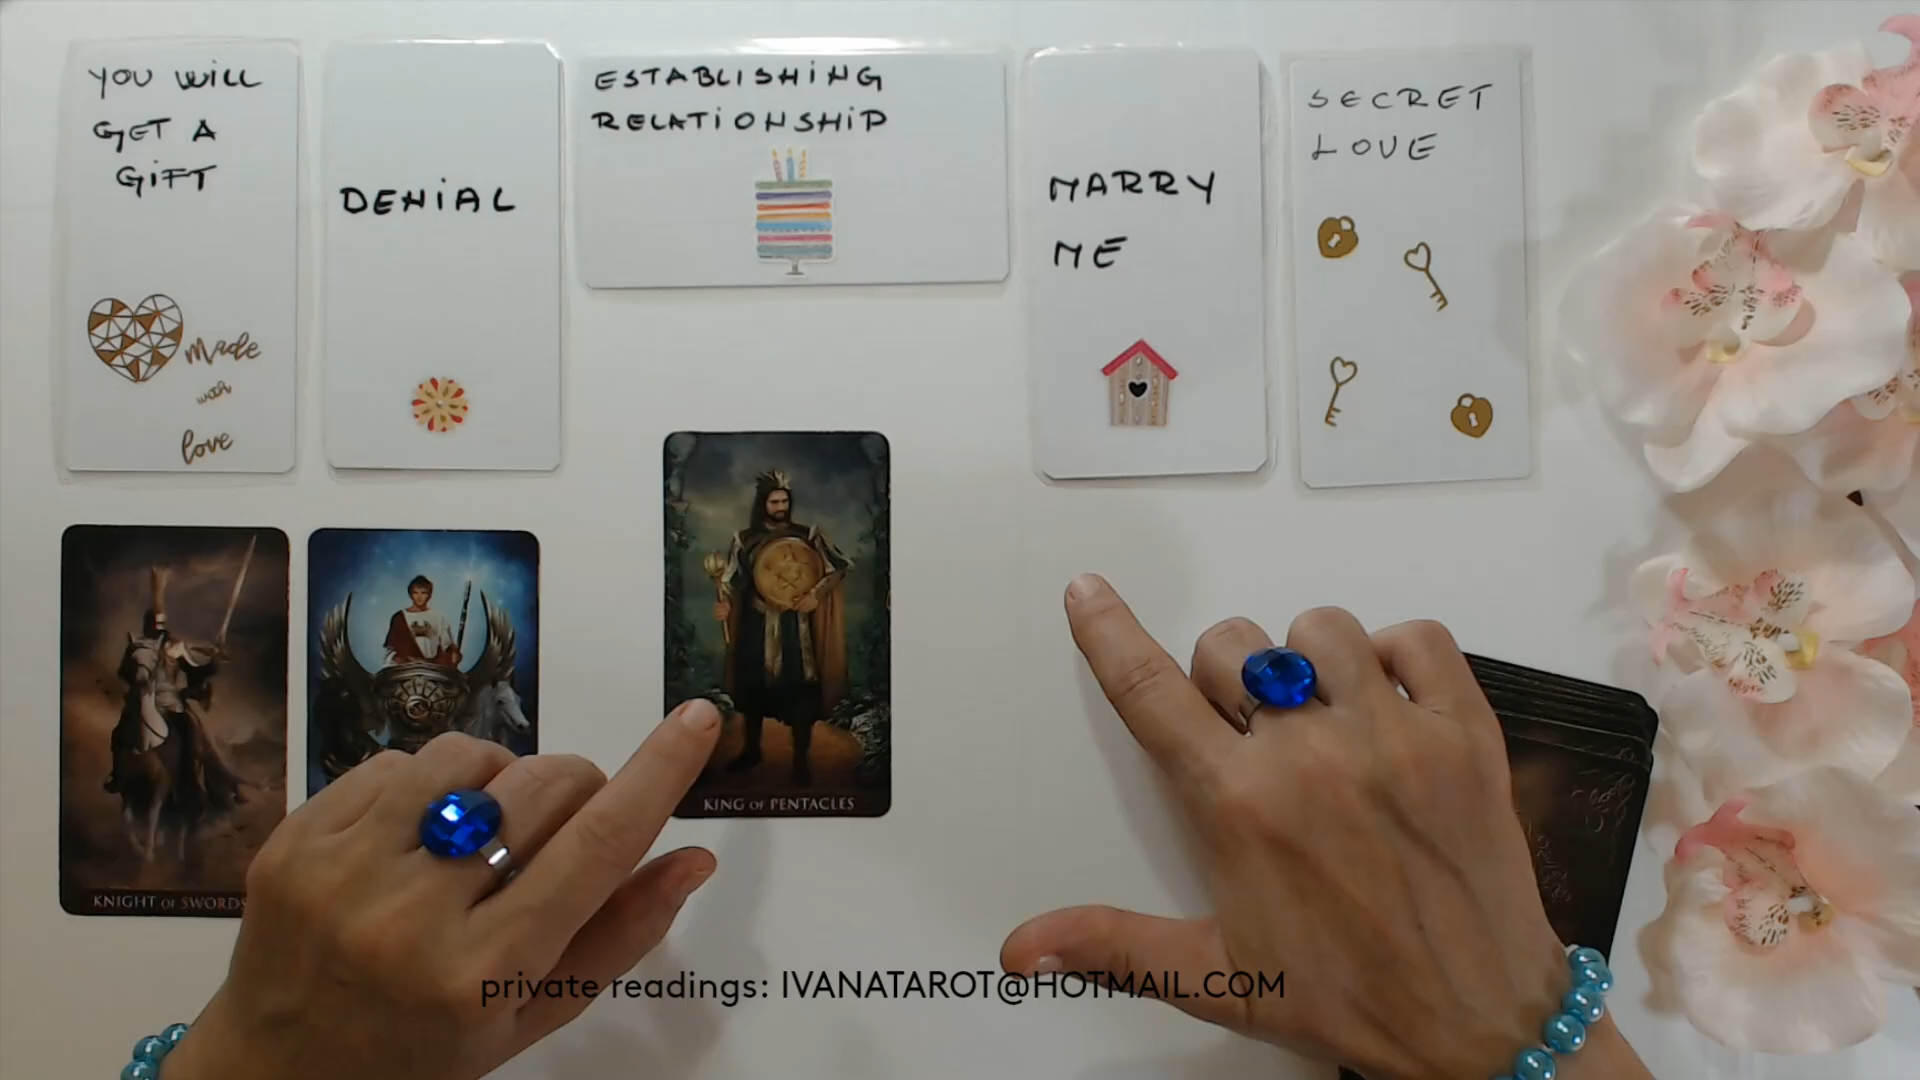 YOU WiLL
GET A
GiFT
made
with
love
DENiAL
ESTABLISHING
RELATiONSHiP
MARRY
ME
SECRET
LOVE
KNIGHT OF SWORDS
KING OF PENTACLES
private readings: IVANATAROT@HOTMAIL.COM